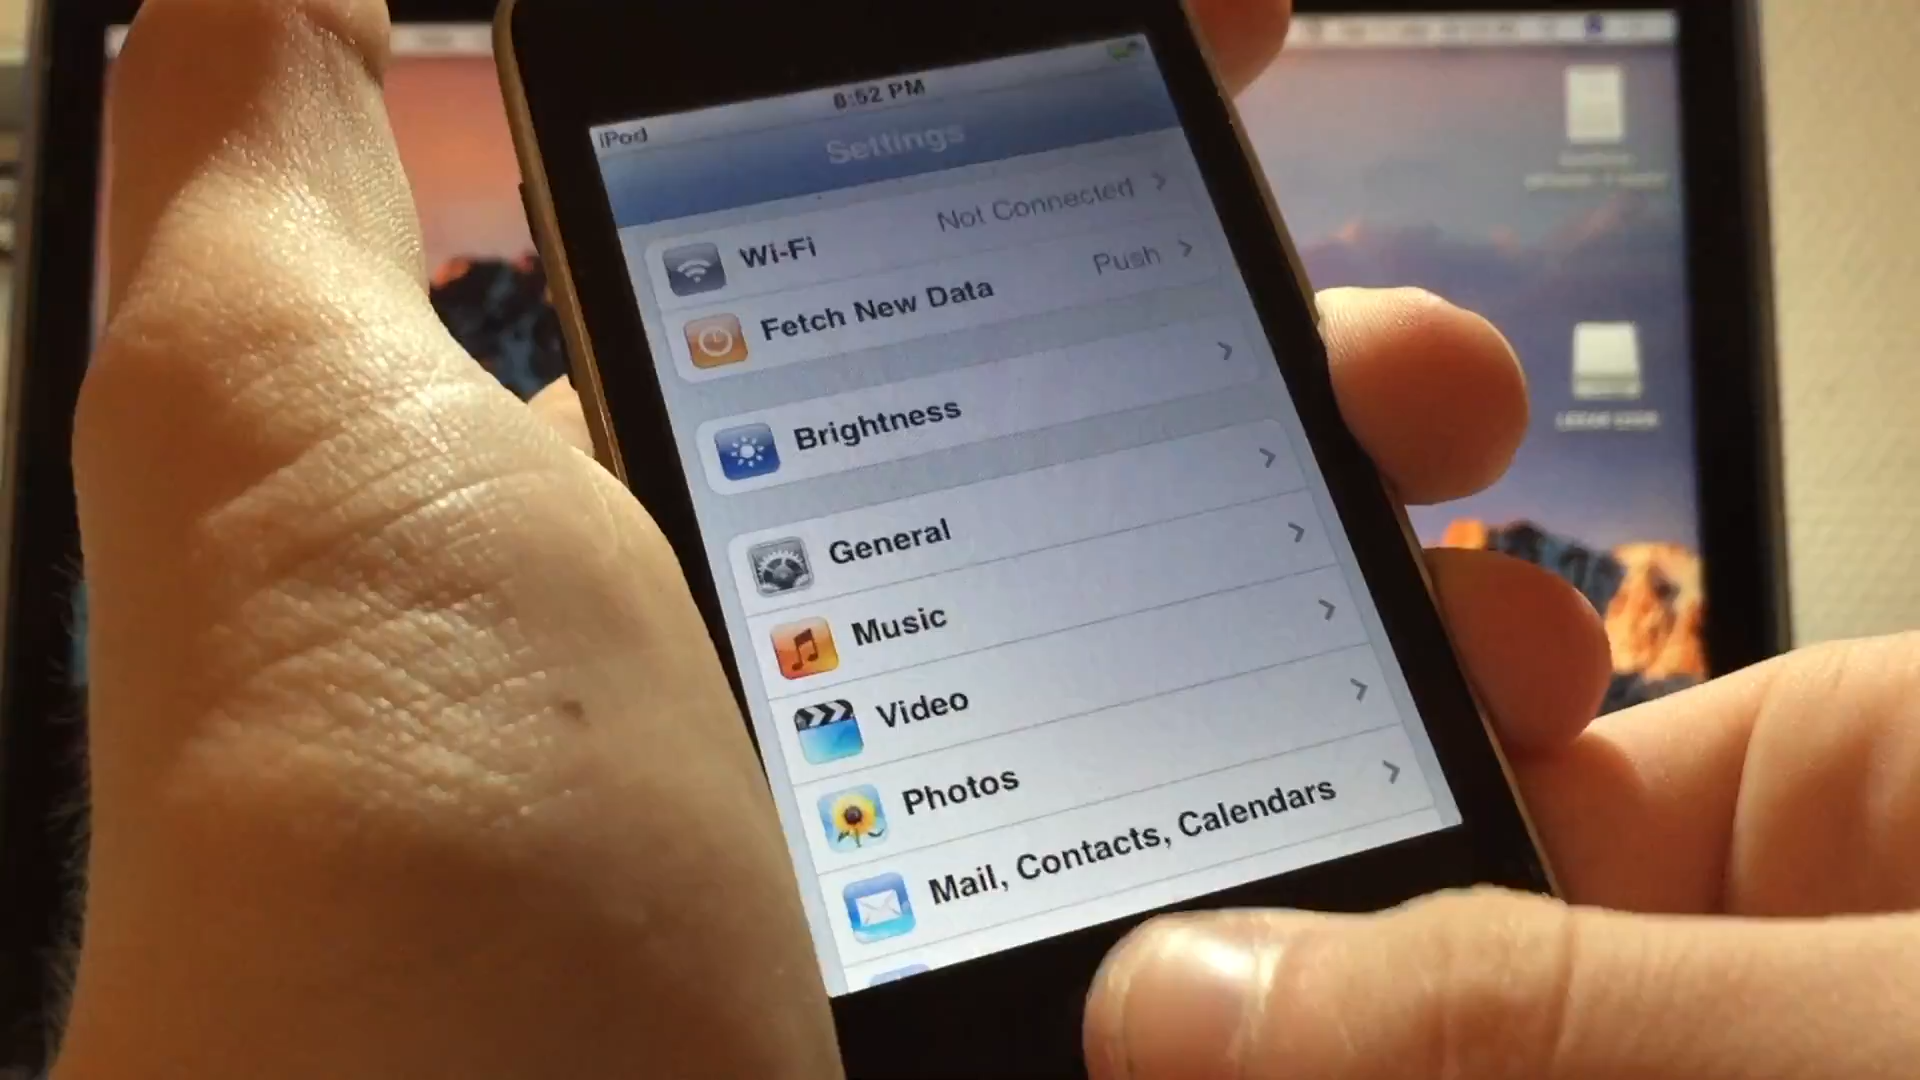 iPod 8:52 PM
Settings
Wi-Fi Not Connected
Fetch New Data Push
Brightness
General
Music
Video
Photos
Mail, Contacts, Calendars